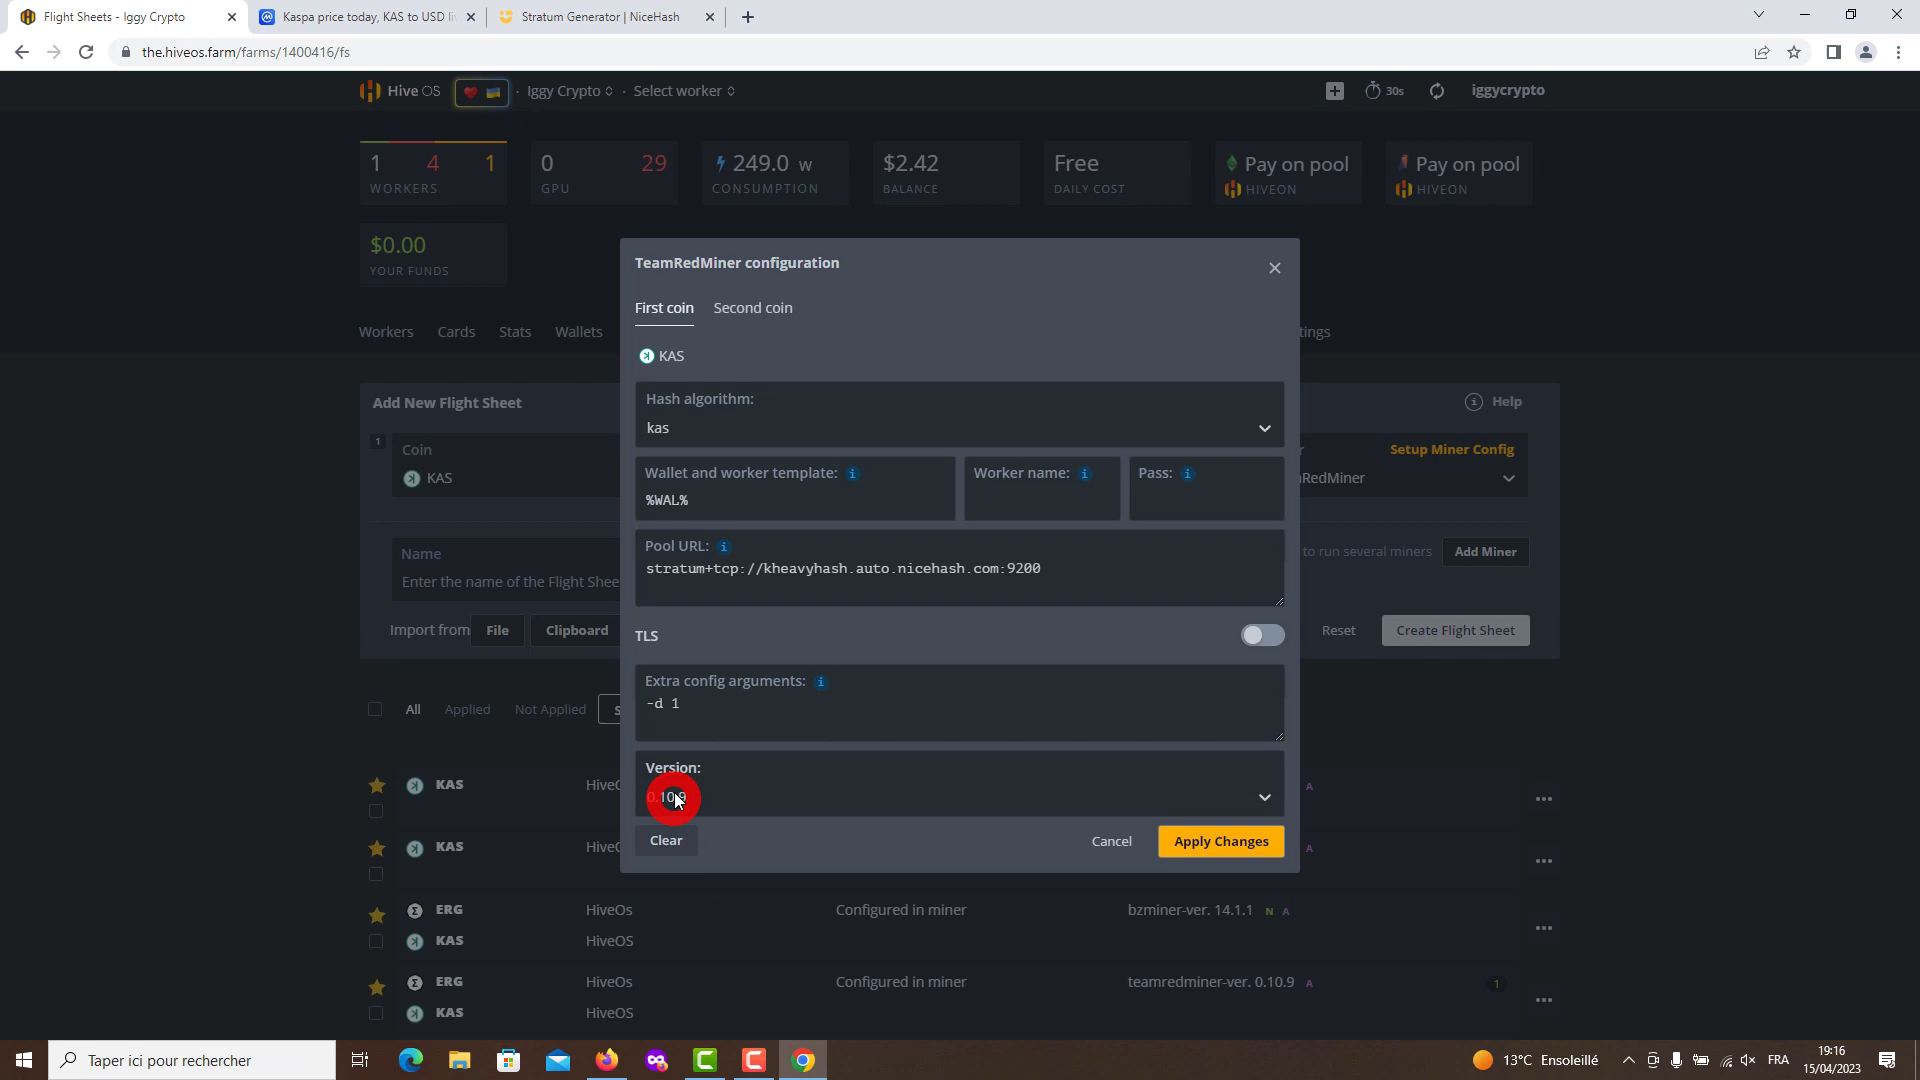 Flight Sheets - Iggy Crypto
Kaspa price today, KAS to USD li
Stratum Generator | NiceHash
the.hiveos.farm/farms/1400416/fs
Hive OS · Iggy Crypto · Select worker
30s iggycrypto
1 4 1
WORKERS
0 29
GPU
249.0 W
CONSUMPTION
$2.42
BALANCE
Free
DAILY COST
Pay on pool
HIVEON
Pay on pool
HIVEON
$0.00
YOUR FUNDS
Workers Cards Stats Wallets
tings
Add New Flight Sheet
Help
1
Coin
KAS
Setup Miner Config
RedMiner
Name
Enter the name of the Flight Shee
to run several miners
Add Miner
Import from File Clipboard
Reset
Create Flight Sheet
All Applied Not Applied S
TeamRedMiner configuration
First coin Second coin
KAS
Hash algorithm:
kas
Wallet and worker template: i
%WAL%
Worker name: i
Pass: i
Pool URL: i
stratum+tcp://kheavyhash.auto.nicehash.com:9200
TLS
Extra config arguments: i
-d 1
Version:
0.10.9
Clear
Cancel
Apply Changes
KAS HiveO A
KAS HiveO A
ERG HiveOs Configured in miner bzminer-ver. 14.1.1 N A
KAS HiveOS
ERG HiveOs Configured in miner teamredminer-ver. 0.10.9 A 1
KAS HiveOS
Taper ici pour rechercher
13°C Ensoleillé
FRA
19:16
15/04/2023